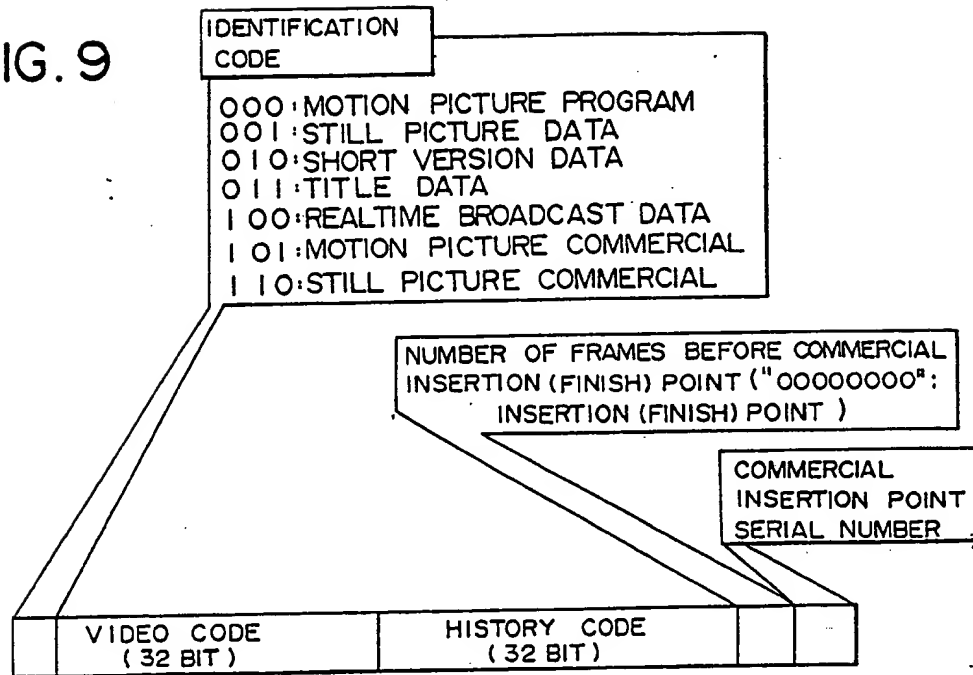 IG. 9
IDENTIFICATION
CODE
000:MOTION PICTURE PROGRAM
001:STILL PICTURE DATA
010:SHORT VERSION DATA
011:TITLE DATA
100:REALTIME BROADCAST DATA
101:MOTION PICTURE COMMERCIAL
110:STILL PICTURE COMMERCIAL
NUMBER OF FRAMES BEFORE COMMERCIAL
INSERTION (FINISH) POINT ("00000000":
INSERTION (FINISH) POINT )
COMMERCIAL
INSERTION POINT
SERIAL NUMBER
VIDEO CODE
(32 BIT)
HISTORY CODE
(32 BIT)